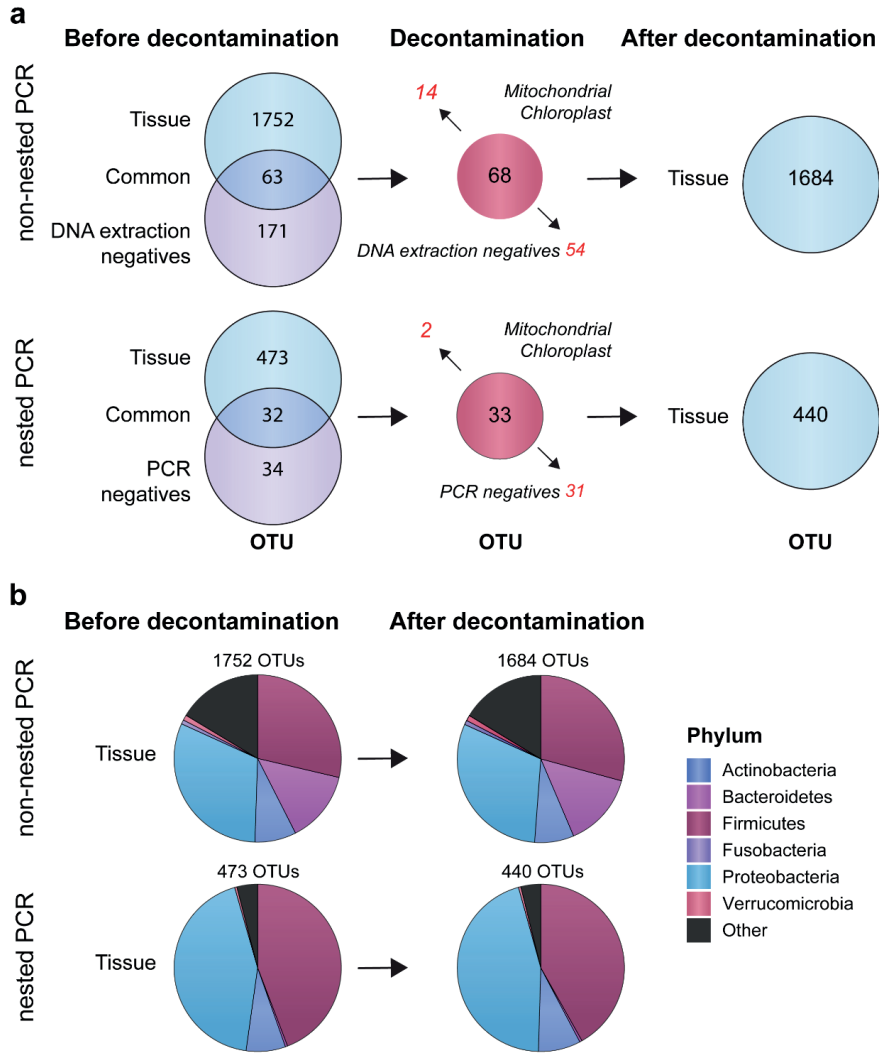 a
Before decontamination
Decontamination
After decontamination
non-nested PCR
Tissue
1752
Common
63
DNA extraction
negatives
171
14
Mitochondrial
Chloroplast
68
DNA extraction negatives 54
Tissue
1684
nested PCR
Tissue
473
Common
32
PCR
negatives
34
2
Mitochondrial
Chloroplast
33
PCR negatives 31
Tissue
440
OTU
OTU
OTU
b
Before decontamination
After decontamination
non-nested PCR
1752 OTUs
1684 OTUs
Tissue
nested PCR
473 OTUs
440 OTUs
Tissue
Phylum
Actinobacteria
Bacteroidetes
Firmicutes
Fusobacteria
Proteobacteria
Verrucomicrobia
Other